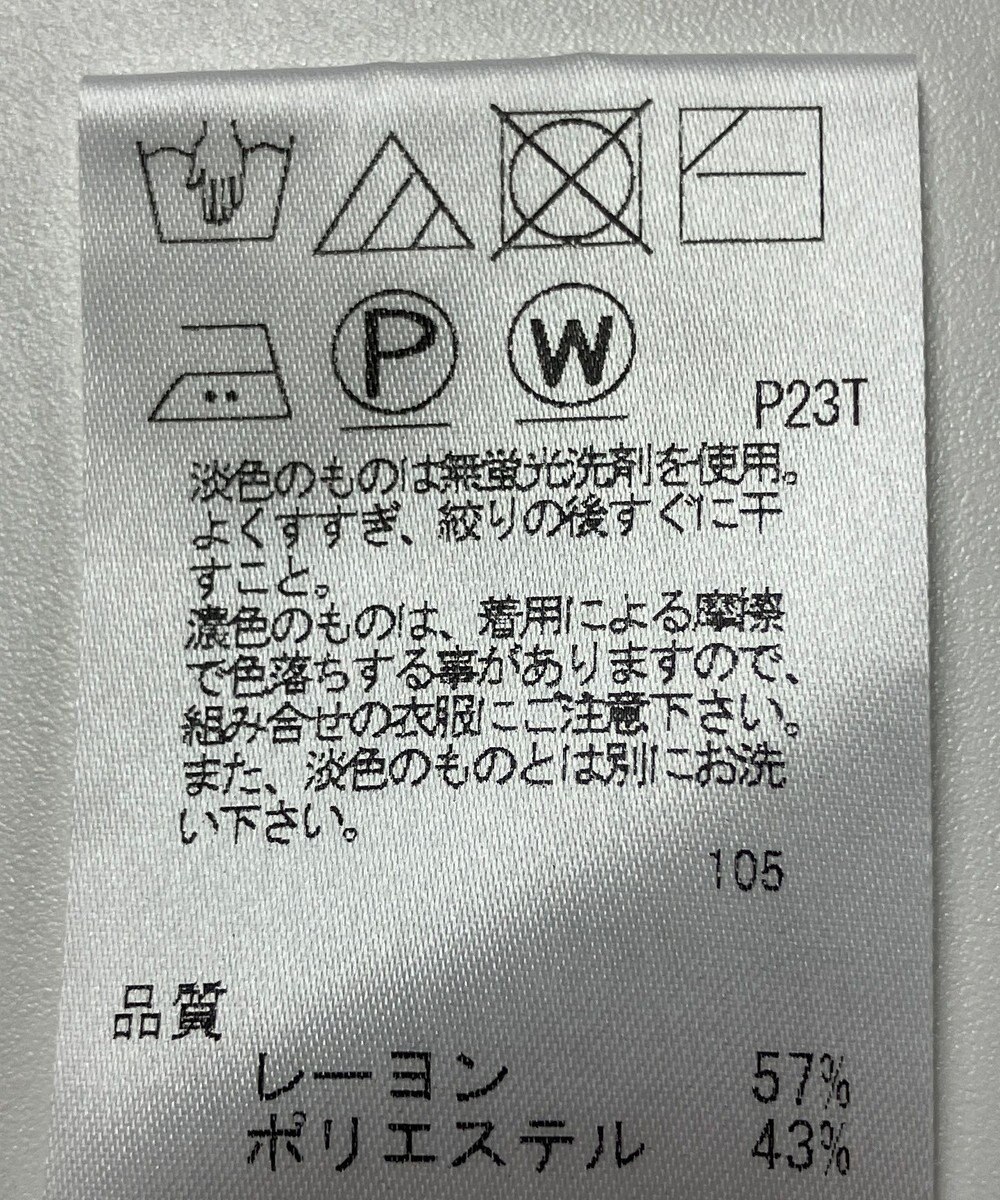 P
W
P23T
淡色のものは無蛍光洗剤を使用。
よくすすぎ、絞りの後すぐに干
すこと。
濃色のものは、着用による摩擦
で色落ちする事がありますので、
組み合せの衣服にご注意下さい。
また、淡色のものとは別にお洗
い下さい。
105
品質
レーヨン 57%
ポリエステル 43%